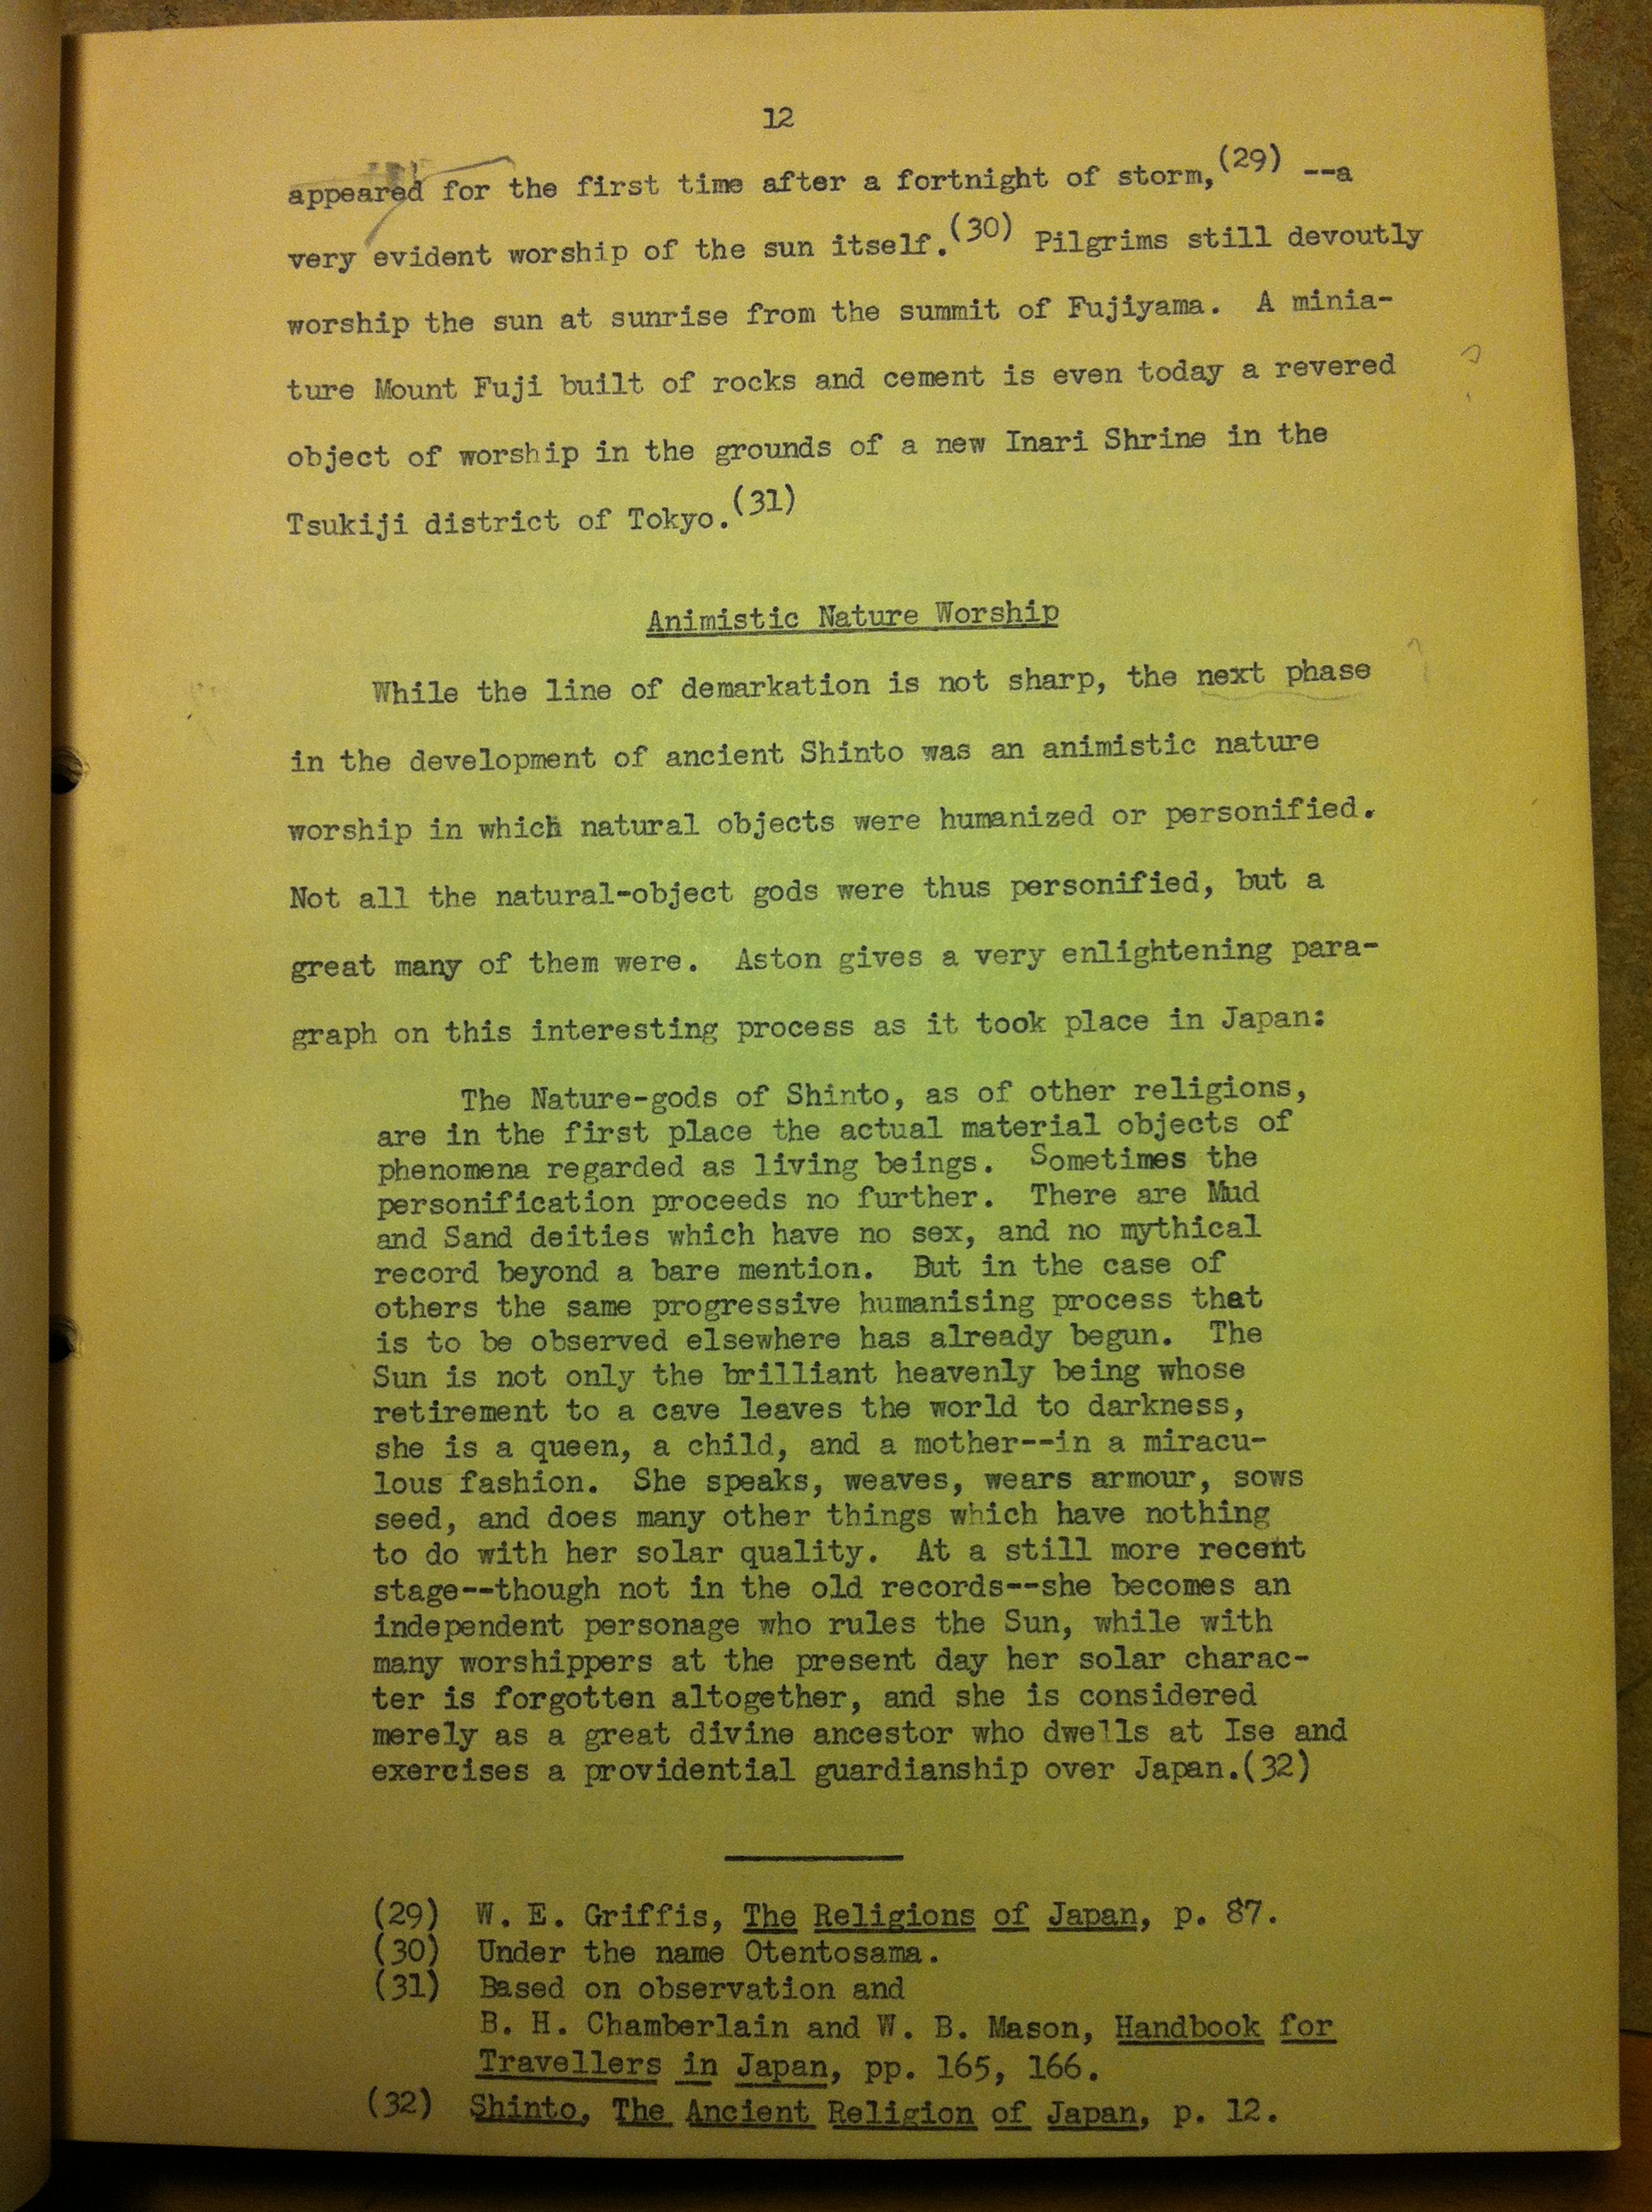 12
appeared for the first time after a fortnight of storm,(29) --a
very evident worship of the sun itself.(30) Pilgrims still devoutly
worship the sun at sunrise from the summit of Fujiyama. A minia-
ture Mount Fuji built of rocks and cement is even today a revered
object of worship in the grounds of a new Inari Shrine in the
Tsukiji district of Tokyo.(31)
Animistic Nature Worship
While the line of demarkation is not sharp, the next phase
in the development of ancient Shinto was an animistic nature
worship in which natural objects were humanized or personified.
Not all the natural-object gods were thus personified, but a
great many of them were. Aston gives a very enlightening para-
graph on this interesting process as it took place in Japan:
The Nature-gods of Shinto, as of other religions,
are in the first place the actual material objects of
phenomena regarded as living beings. Sometimes the
personification proceeds no further. There are Mud
and Sand deities which have no sex, and no mythical
record beyond a bare mention. But in the case of
others the same progressive humanising process that
is to be observed elsewhere has already begun. The
Sun is not only the brilliant heavenly being whose
retirement to a cave leaves the world to darkness,
she is a queen, a child, and a mother--in a miracu-
lous fashion. She speaks, weaves, wears armour, sows
seed, and does many other things which have nothing
to do with her solar quality. At a still more recent
stage--though not in the old records--she becomes an
independent personage who rules the Sun, while with
many worshippers at the present day her solar charac-
ter is forgotten altogether, and she is considered
merely as a great divine ancestor who dwells at Ise and
exercises a providential guardianship over Japan.(32)
(29) W. E. Griffis, The Religions of Japan, p. 87.
(30) Under the name Otentosama.
(31) Based on observation and
B. H. Chamberlain and W. B. Mason, Handbook for
Travellers in Japan, pp. 165, 166.
(32) Shinto, The Ancient Religion of Japan, p. 12.